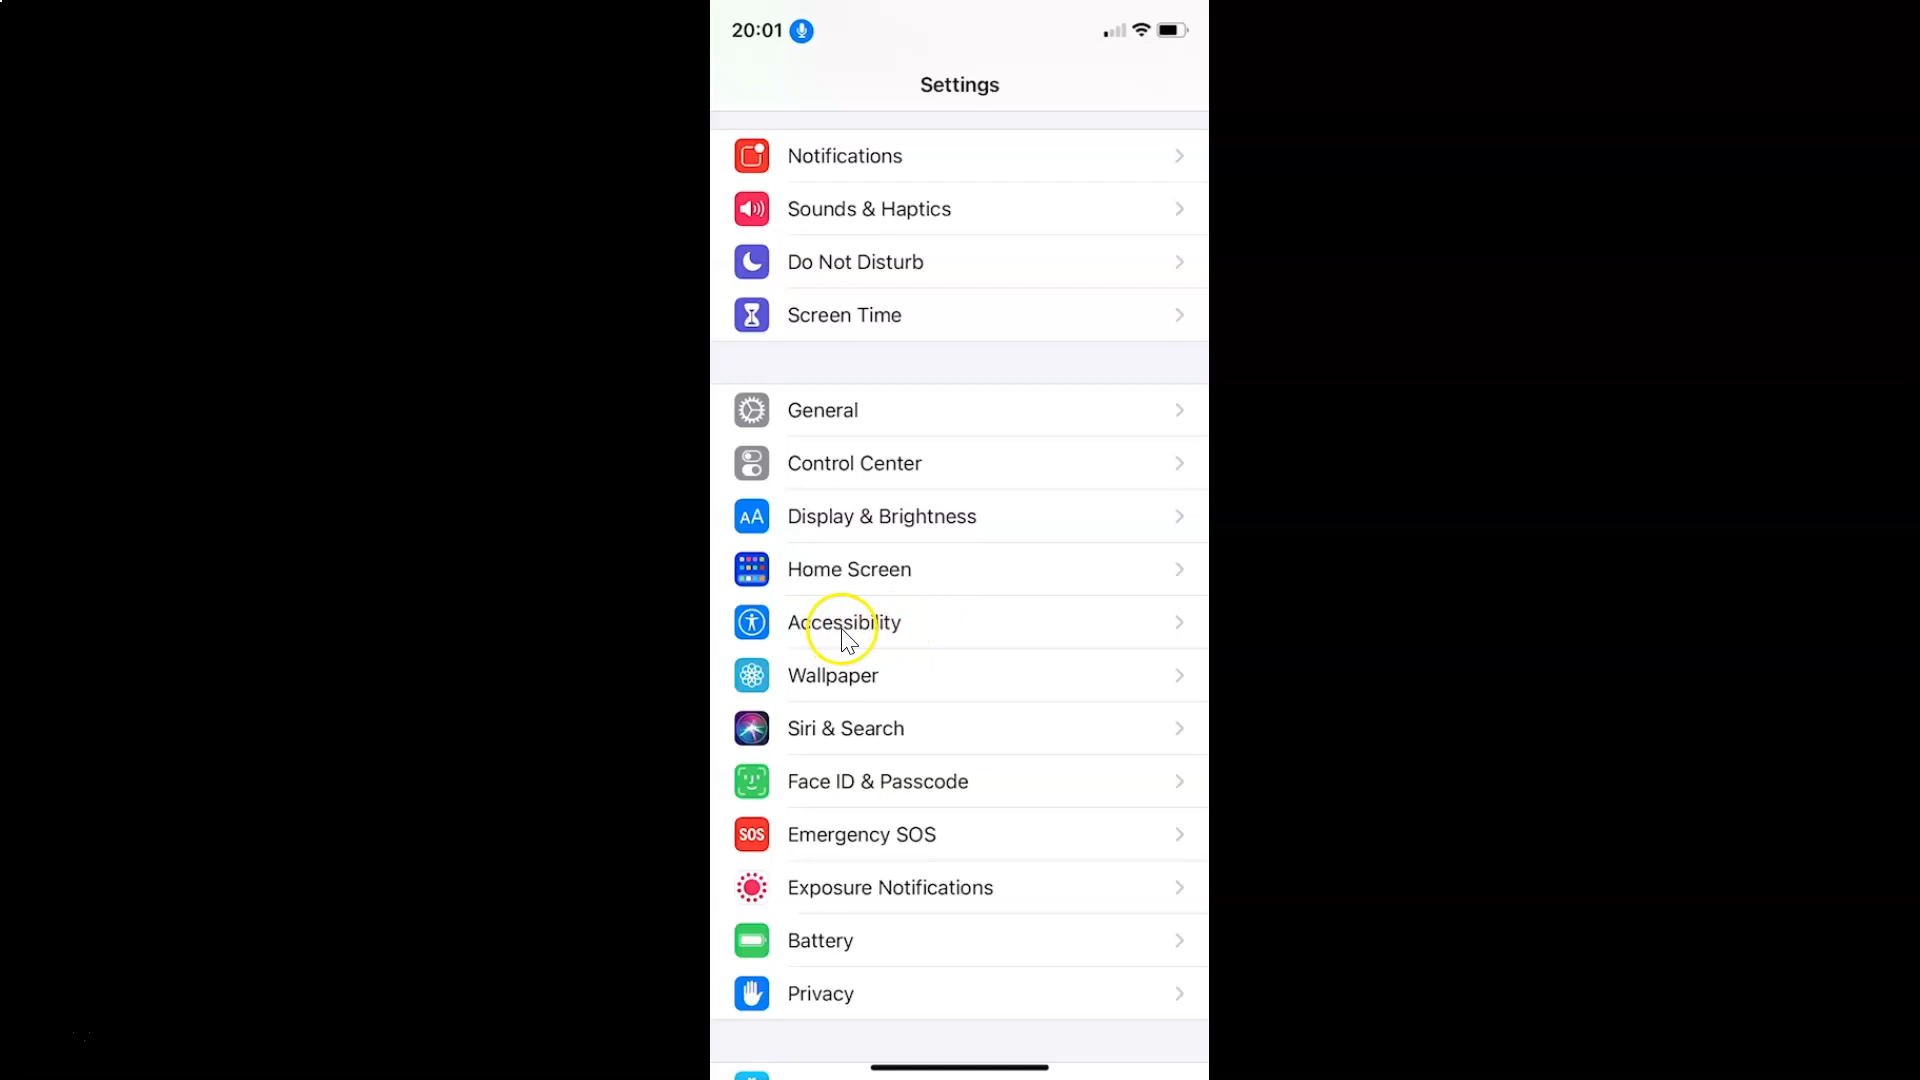 20:01
Settings
Notifications
Sounds & Haptics
Do Not Disturb
Screen Time
General
Control Center
AA Display & Brightness
Home Screen
Accessibility
Wallpaper
Siri & Search
Face ID & Passcode
SOS Emergency SOS
Exposure Notifications
Battery
Privacy